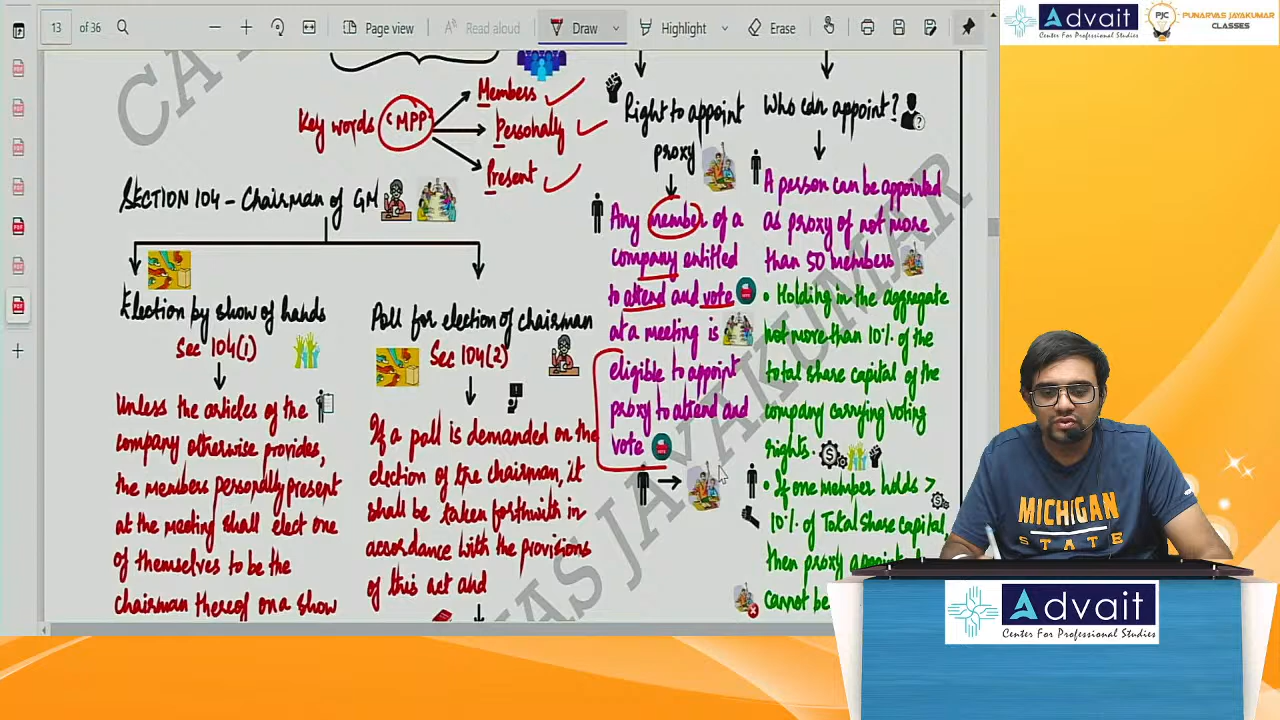 13 of 36
Page view
Read aloud
Draw
Highlight
Erase
Advait
Center For Professional Studies
PJC
PUNARVAS JAYAKUMAR
CLASSES
Key words "MPP"
Members
Personally
Present
SECTION 104 - Chairman of GM
Election by show of hands
Sec 104(1)
Unless the articles of the
company otherwise provides,
the members personally present
at the meeting shall elect one
of themselves to be the
chairman thereof on a show
Poll for election of chairman
Sec 104(2)
If a poll is demanded on the
election of the chairman, it
shall be taken forthwith in
accordance with the provisions
of this act and
Right to appoint
proxy
Any member of a
company entitled
to attend and vote
at a meeting is
eligible to appoint
proxy to attend and
vote
Who can appoint?
A person can be appointed
as proxy of not more
than 50 members
• Holding in the aggregate
not more than 10% of the
total share capital of the
company carrying voting
rights.
• If one member holds >
10% of Total share capital,
then proxy
cannot be
MICHIGAN
STATE
Advait
Center For Professional Studies